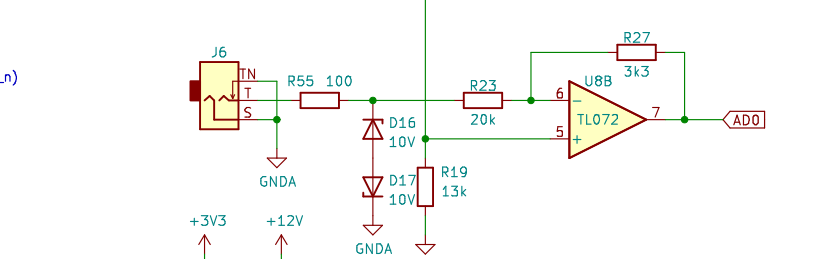 _n)
J6
TN
T
S
R55 100
GNDA
D16
10V
D17
10V
GNDA
R19
13k
R23
20k
R27
3k3
U8B
TL072
6
5
7
-
+
AD0
+3V3
+12V